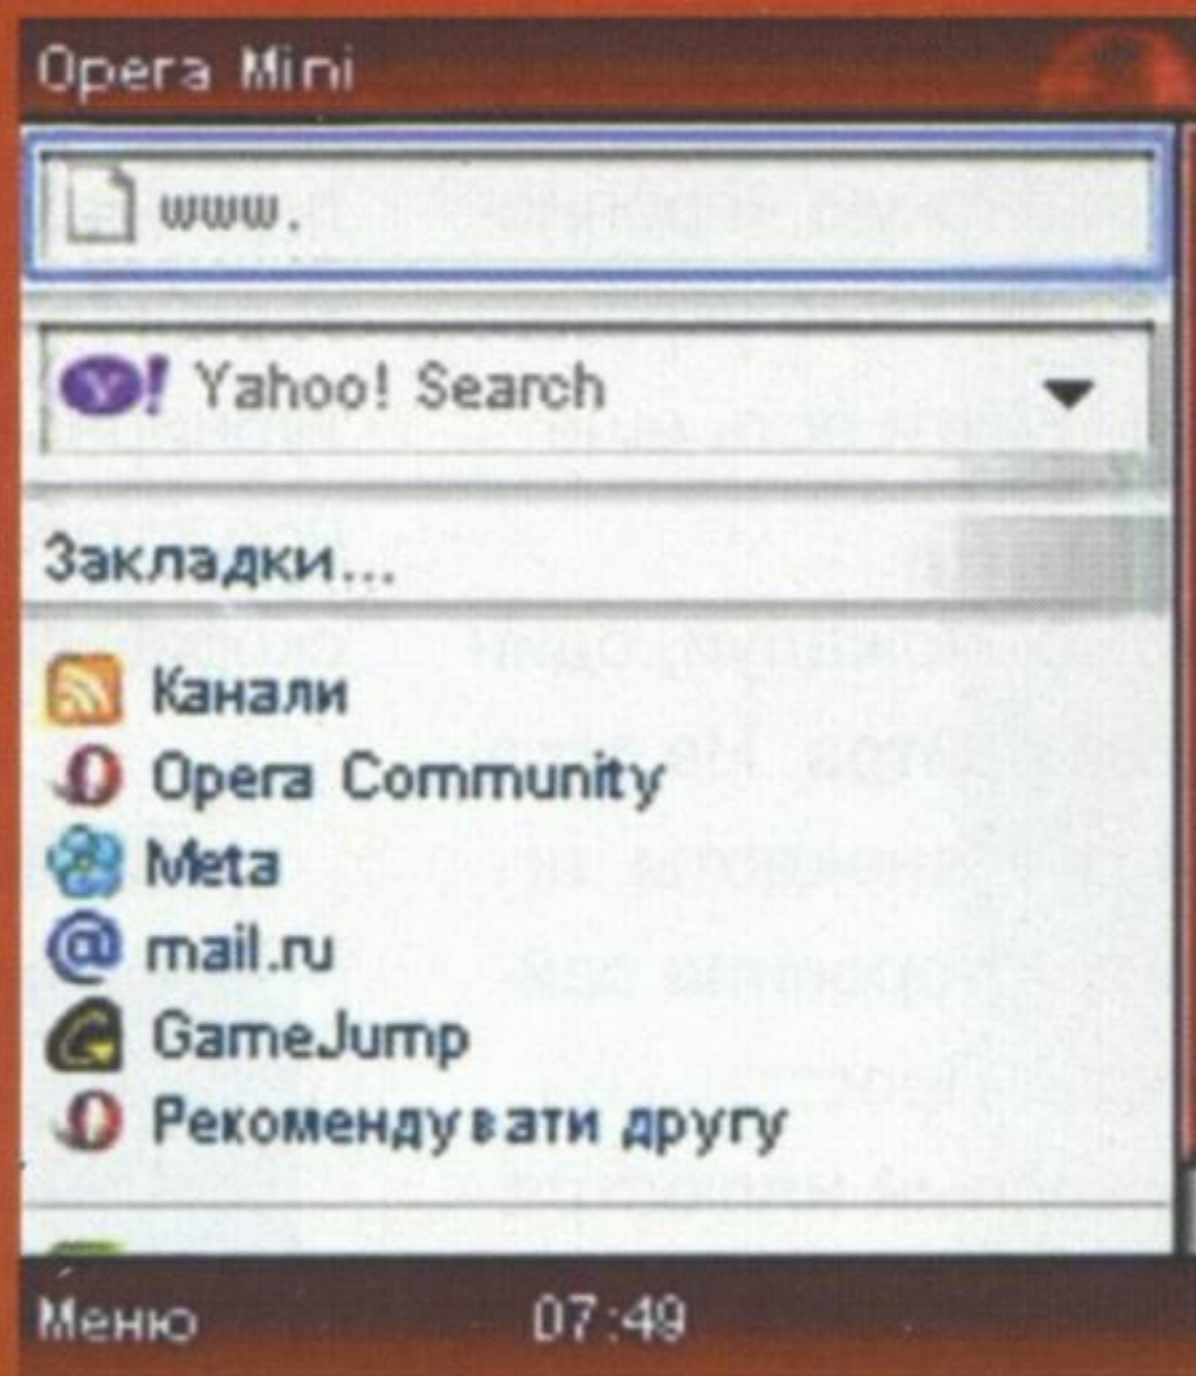 Opera Mini
www.
Yahoo! Search
Закладки...
Канали
Opera Community
Meta
mail.ru
GameJump
Рекомендувати другу
Меню 07:49